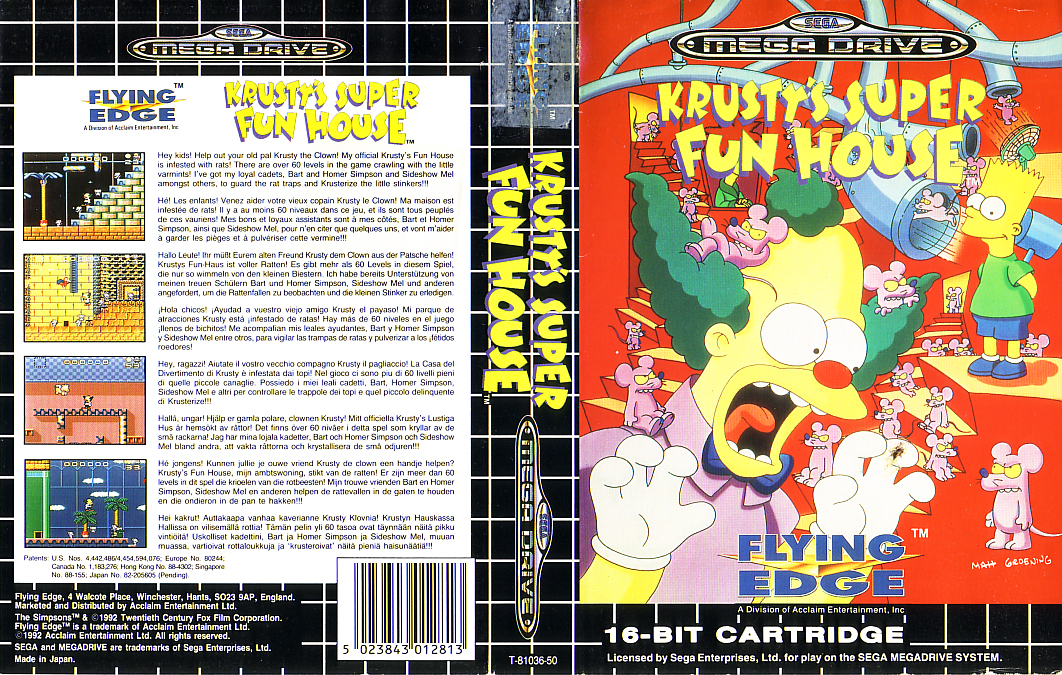 SEGA
MEGA DRIVE
FLYING
EDGE
TM
A Division of Acclaim Entertainment, Inc
KRUSTY'S SUPER
FUN HOUSE
TM
Hey kids! Help out your old pal Krusty the Clown! My official Krusty's Fun House
is infested with rats! There are over 60 levels in the game crawling with the little
varmints! I've got my loyal cadets, Bart and Homer Simpson and Sideshow Mel
amongst others, to guard the rat traps and Krusterize the little stinkers!!!
Hé! Les enfants! Venez aider votre vieux copain Krusty le Clown! Ma maison est
infestée de rats! Il y a au moins 60 niveaux dans ce jeu, et ils sont tous peuplés
de ces vauriens! Mes bons et loyaux assistants sont à mes côtés, Bart et Homer
Simpson, ainsi que Sideshow Mel, pour n'en citer que quelques uns, et vont m'aider
a garder les pièges et à pulvériser cette vermine!!!
Hallo Leute! Ihr müßt Eurem alten Freund Krusty dem Clown aus der Patsche helfen!
Krustys Fun-Haus ist voller Ratten! Es gibt mehr als 60 Levels in diesem Spiel,
die nur so wimmeln von den kleinen Biestern. Ich habe bereits Unterstützung von
meinen treuen Schülern Bart und Homer Simpson, Sideshow Mel und anderen
angefordert, um die Rattenfallen zu beobachten und die kleinen Stinker zu erledigen.
¡Hola chicos! ¡Ayudad a vuestro viejo amigo Krusty el payaso! Mi parque de
atracciones Krusty está ¡infestado de ratas! Hay más de 60 niveles en el juego
¡llenos de bichitos! Me acompañan mis leales ayudantes, Bart y Homer Simpson
y Sideshow Mel entre otros, para vigilar las trampas de ratas y pulverizar a los ¡fétidos
roedores!
Hey, ragazzi! Aiutate il vostro vecchio compagno Krusty il pagliaccio! La Casa del
Divertimento di Krusty è infestata dai topi! Nel gioco ci sono piu di 60 livelli pieni
di quelle piccole canaglie. Possiedo i miei leali cadetti, Bart, Homer Simpson,
Sideshow Mel e altri per controllare le trappole dei topi e quel piccolo delinquente
di Krusterize!!!
Hallå, ungar! Hjälp er gamla polare, clownen Krusty! Mitt officiella Krusty's Lustiga
Hus är hemsökt av råttor! Det finns över 60 nivåer i detta spel som kryllar av de
små rackarna! Jag har mina lojala kadetter, Bart och Homer Simpson och Sideshow
Mel bland andra, att vakta råttorna och krystallisera de små odjuren!!!
Hé jongens! Kunnen jullie je ouwe vriend Krusty de clown een handje helpen?
Krusty's Fun House, mijn ambtswoning, stikt van de ratten! Er zijn meer dan 60
levels in dit spel die krioelen van die rotbeesten! Mijn trouwe vrienden Bart en Homer
Simpson, Sideshow Mel en anderen helpen de rattevallen in de gaten te houden
en die ondieren in de pan te hakken!!!
Hei kakrut! Auttakaapa vanhaa kaverianne Krusty Klovnia! Krustyn Hauskassa
Hallissa on vilisemällä rottia! Tämän pelin yli 60 tasoa ovat täynnään näitä pikku
vintiöitä! Uskolliset kadettini, Bart ja Homer Simpson ja Sideshow Mel, muuan
muassa, vartioivat rottaloukkuja ja 'krusteroivat' näitä pieniä haisunäätiä!!!
Patents: U.S. Nos. 4,442,486/4,454,594,076; Europe No. 80244;
Canada No. 1,183,276; Hong Kong No. 88-4302; Singapore
No. 88-155; Japan No. 82-205605 (Pending).
Flying Edge, 4 Walcote Place, Winchester, Hants, SO23 9AP, England.
Marketed and Distributed by Acclaim Entertainment Ltd.
The Simpsons™ & ©1992 Twentieth Century Fox Film Corporation.
Flying Edge™ is a trademark of Acclaim Entertainment Ltd.
©1992 Acclaim Entertainment Ltd. All rights reserved.
SEGA and MEGADRIVE are trademarks of Sega Enterprises, Ltd.
Made in Japan.
5 023843 012813
KRUSTY'S SUPER
FUN HOUSE
TM
SEGA
MEGA DRIVE
T-81036-50
SEGA
MEGA DRIVE
KRUSTY'S SUPER
FUN HOUSE
MATT GROENING
FLYING
EDGE
TM
A Division of Acclaim Entertainment, Inc
16-BIT CARTRIDGE
Licensed by Sega Enterprises, Ltd. for play on the SEGA MEGADRIVE SYSTEM.